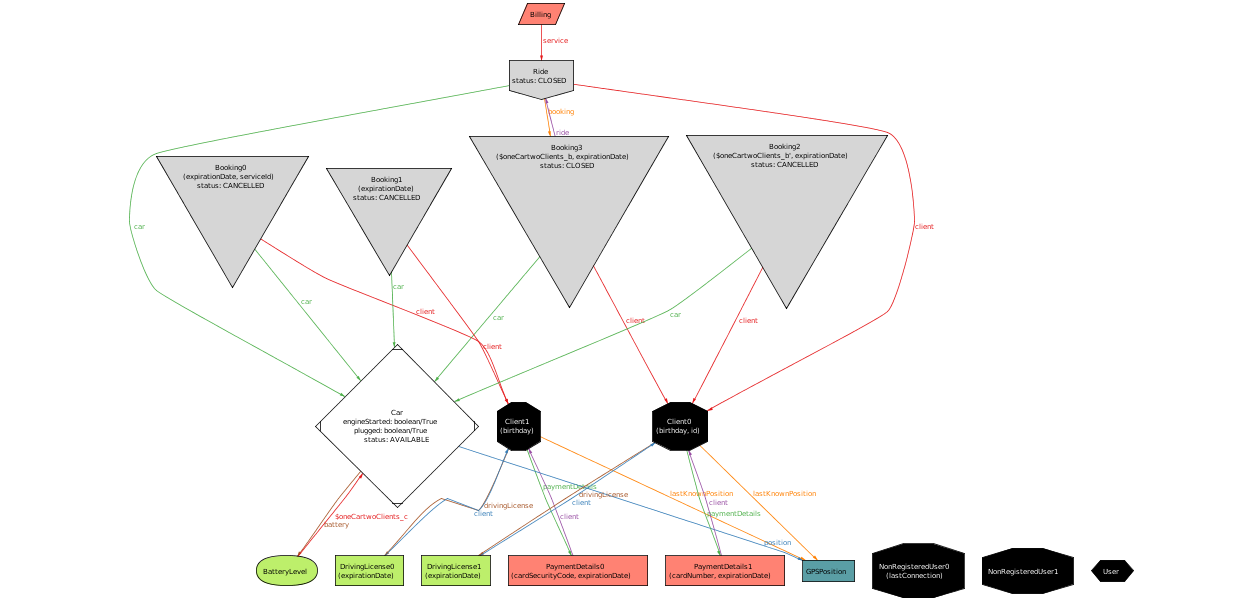 Billing
service
Ride
status: CLOSED
booking
ride
Booking3
($oneCartwoClients_b, expirationDate)
status: CLOSED
Booking2
($oneCartwoClients_b', expirationDate)
status: CANCELLED
Booking0
(expirationDate, serviceId)
status: CANCELLED
Booking1
(expirationDate)
status: CANCELLED
car
client
car
car
client
client
car
client
car
client
Car
engineStarted: boolean/True
plugged: boolean/True
status: AVAILABLE
Client1
(birthday)
Client0
(birthday, id)
$oneCartwoClients_c
battery
drivingLicense
client
paymentDetails
client
drivingLicense
client
lastKnownPosition
client
paymentDetails
lastKnownPosition
position
BatteryLevel
DrivingLicense0
(expirationDate)
DrivingLicense1
(expirationDate)
PaymentDetails0
(cardSecurityCode, expirationDate)
PaymentDetails1
(cardNumber, expirationDate)
GPSPosition
NonRegisteredUser0
(lastConnection)
NonRegisteredUser1
User